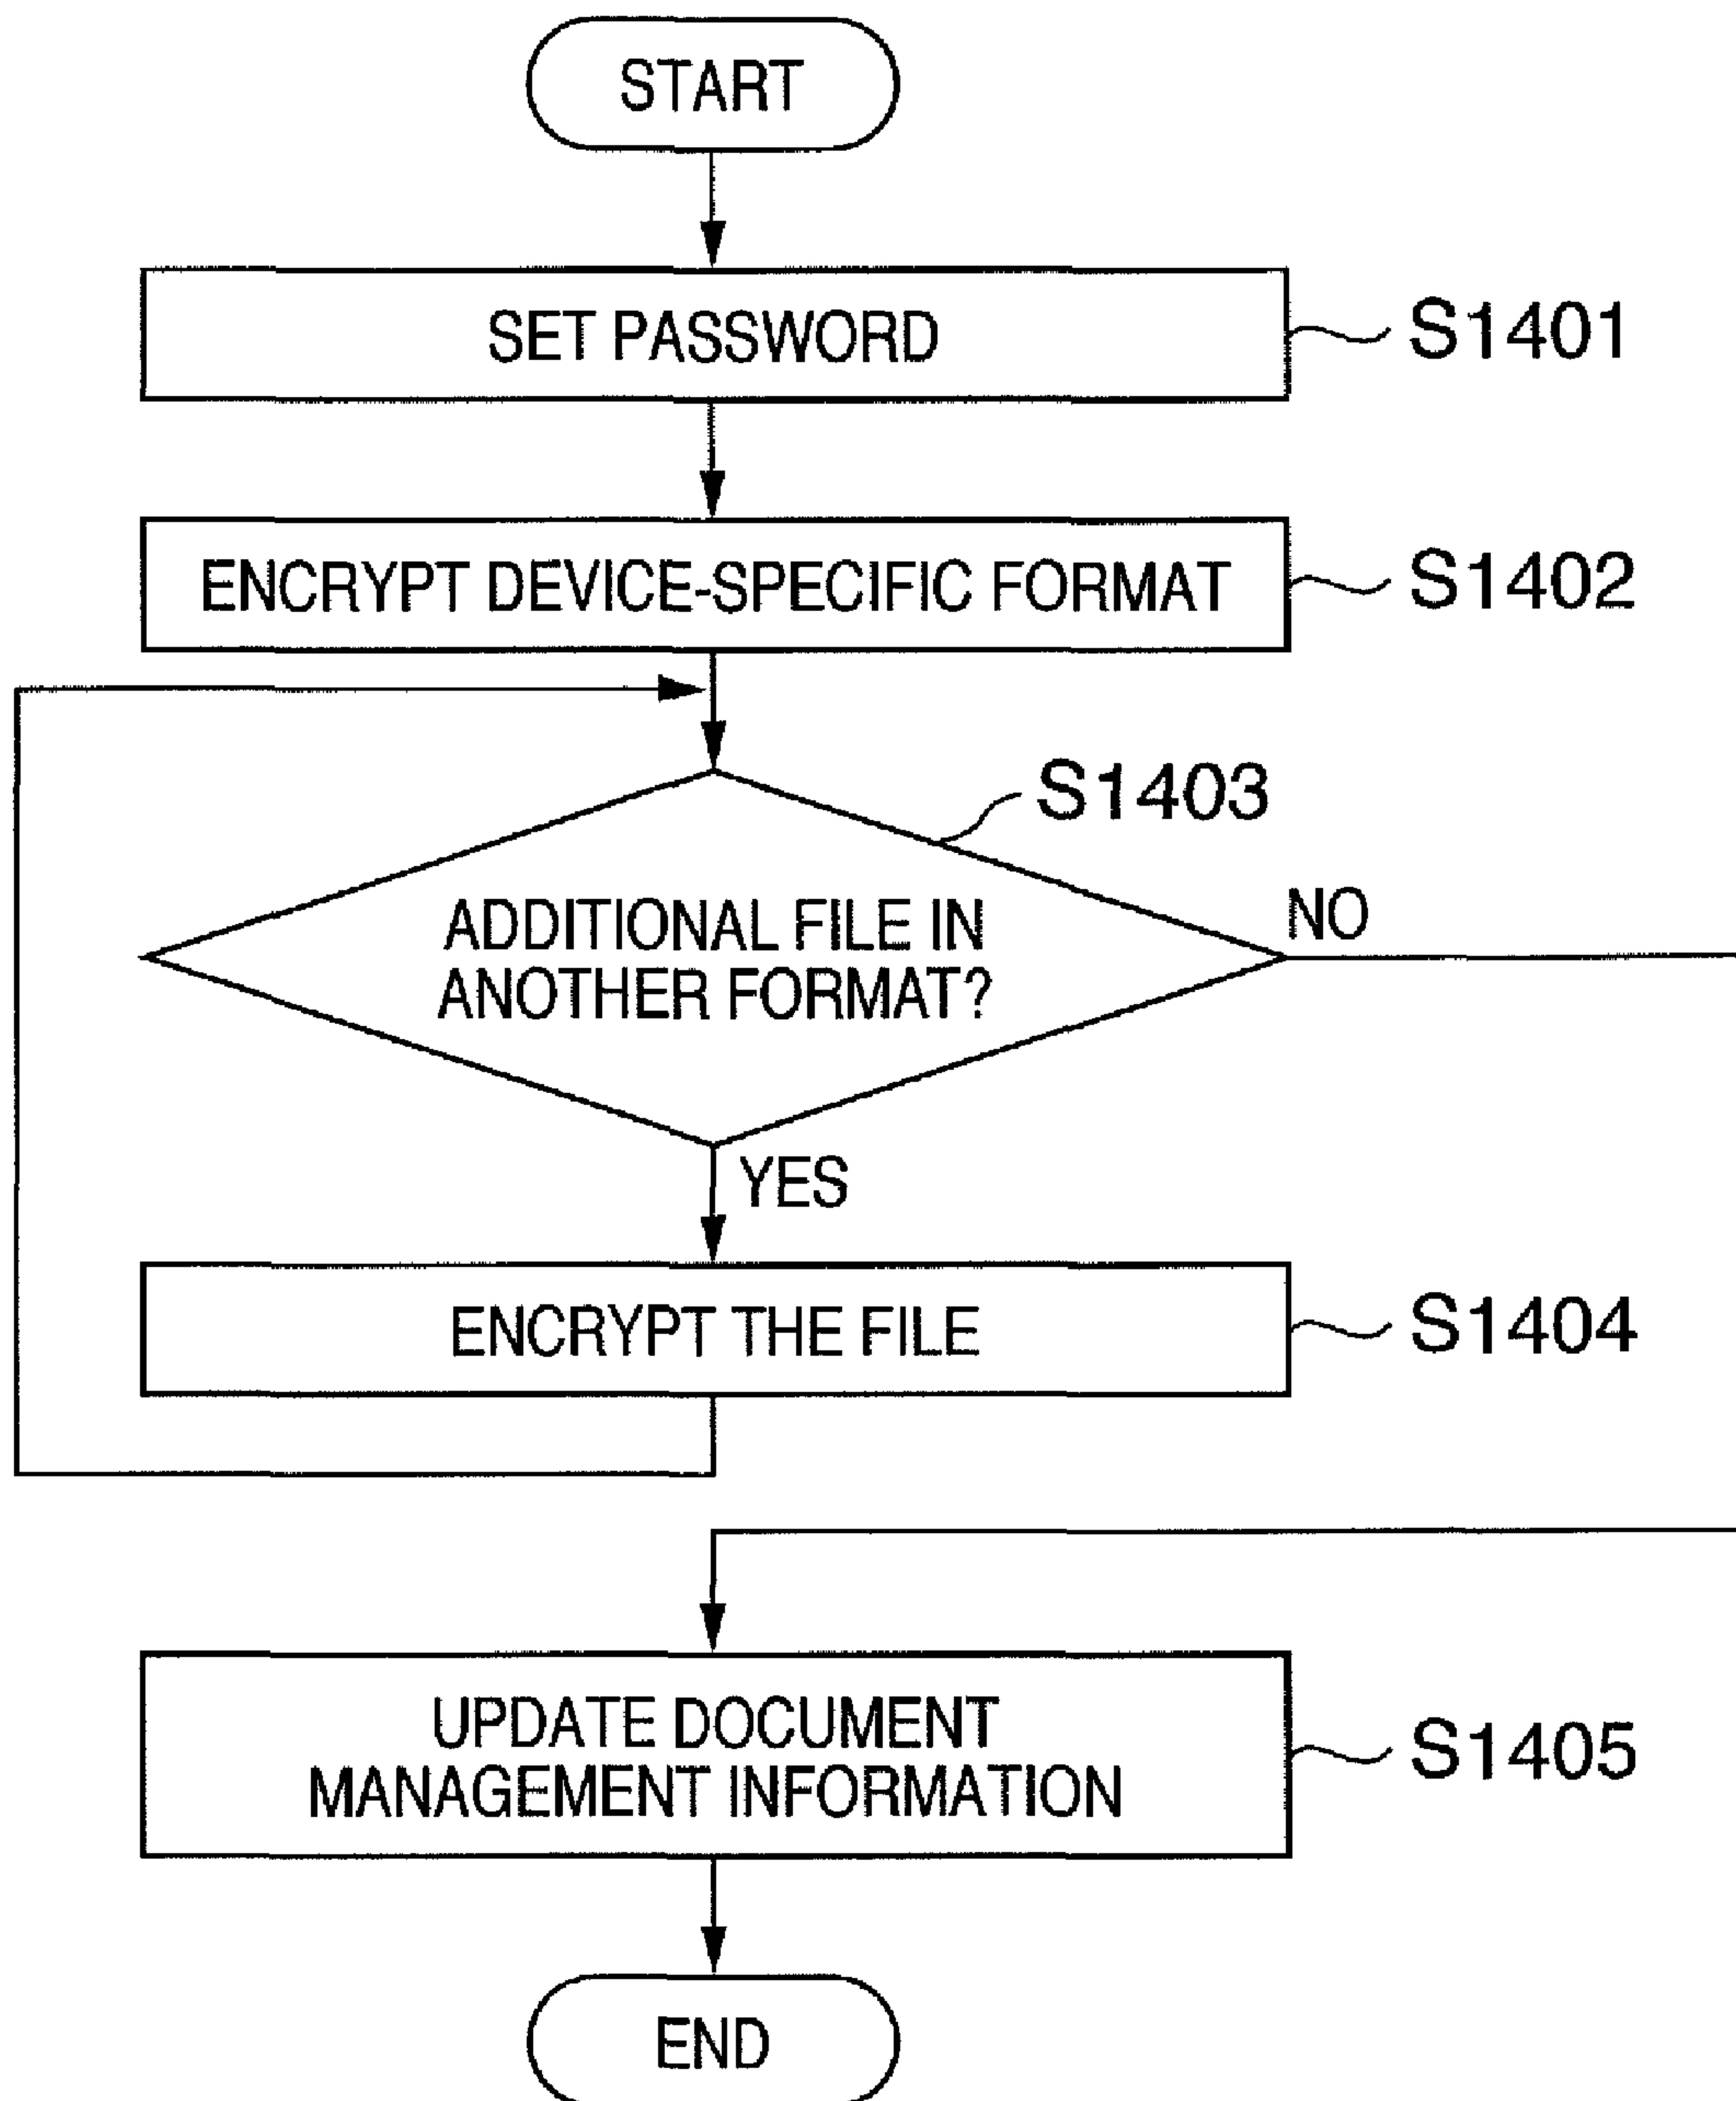 START
SET PASSWORD
S1401
ENCRYPT DEVICE-SPECIFIC FORMAT
S1402
S1403
ADDITIONAL FILE IN
ANOTHER FORMAT?
NO
YES
ENCRYPT THE FILE
S1404
UPDATE DOCUMENT
MANAGEMENT INFORMATION
S1405
END